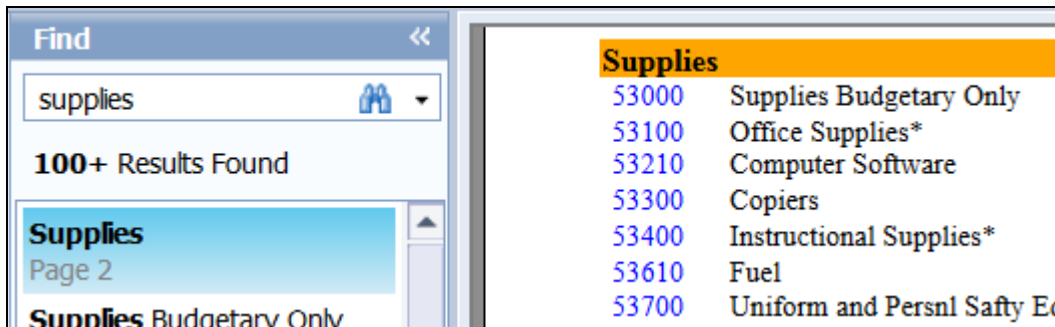 Find
supplies
100+ Results Found
Supplies
Page 2
Supplies Budgetary Only
Supplies
53000 Supplies Budgetary Only
53100 Office Supplies*
53210 Computer Software
53300 Copiers
53400 Instructional Supplies*
53610 Fuel
53700 Uniform and Persnl Safty